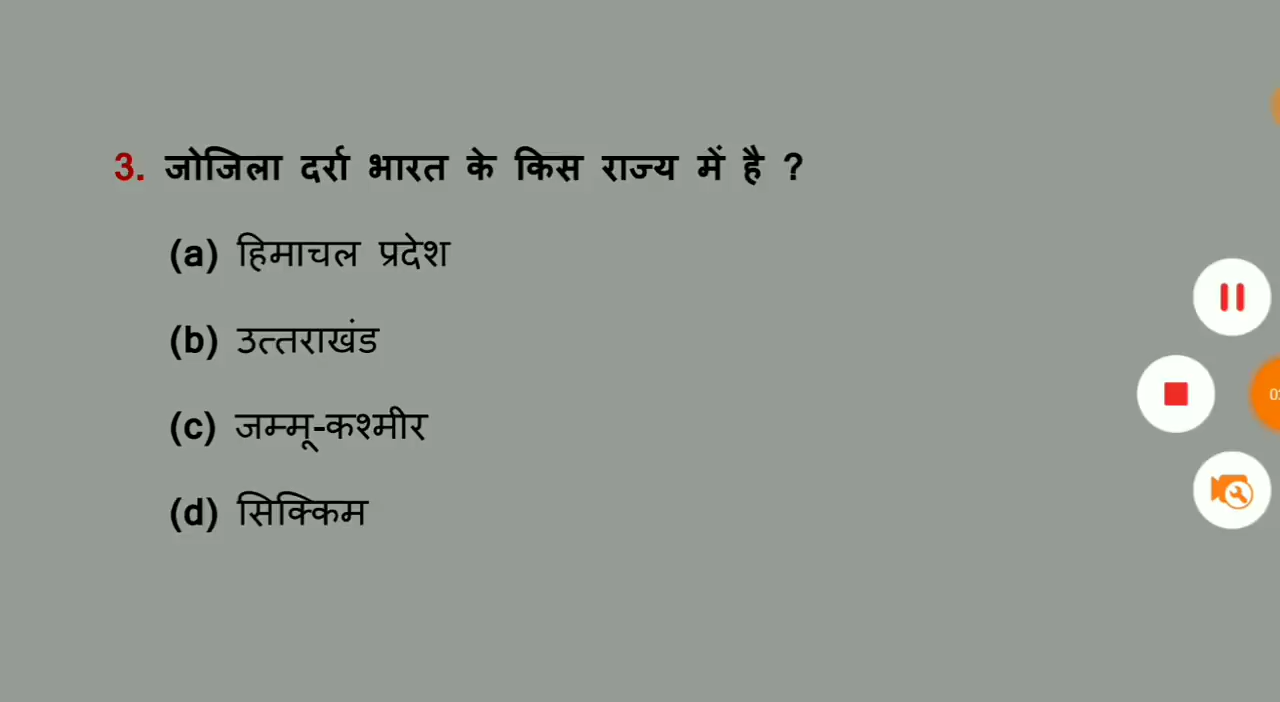 3. जोजिला दर्रा भारत के किस राज्य में है ?
(a) हिमाचल प्रदेश
(b) उत्तराखंड
(c) जम्मू-कश्मीर
(d) सिक्किम